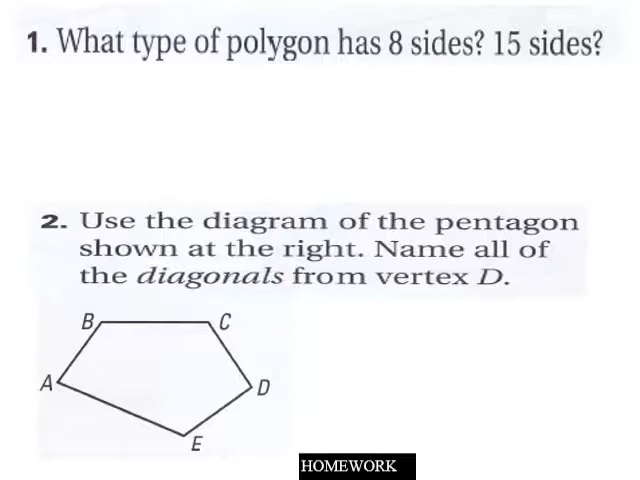 1. What type of polygon has 8 sides? 15 sides?
2. Use the diagram of the pentagon
shown at the right. Name all of
the diagonals from vertex D.
B C
A D
E
HOMEWORK